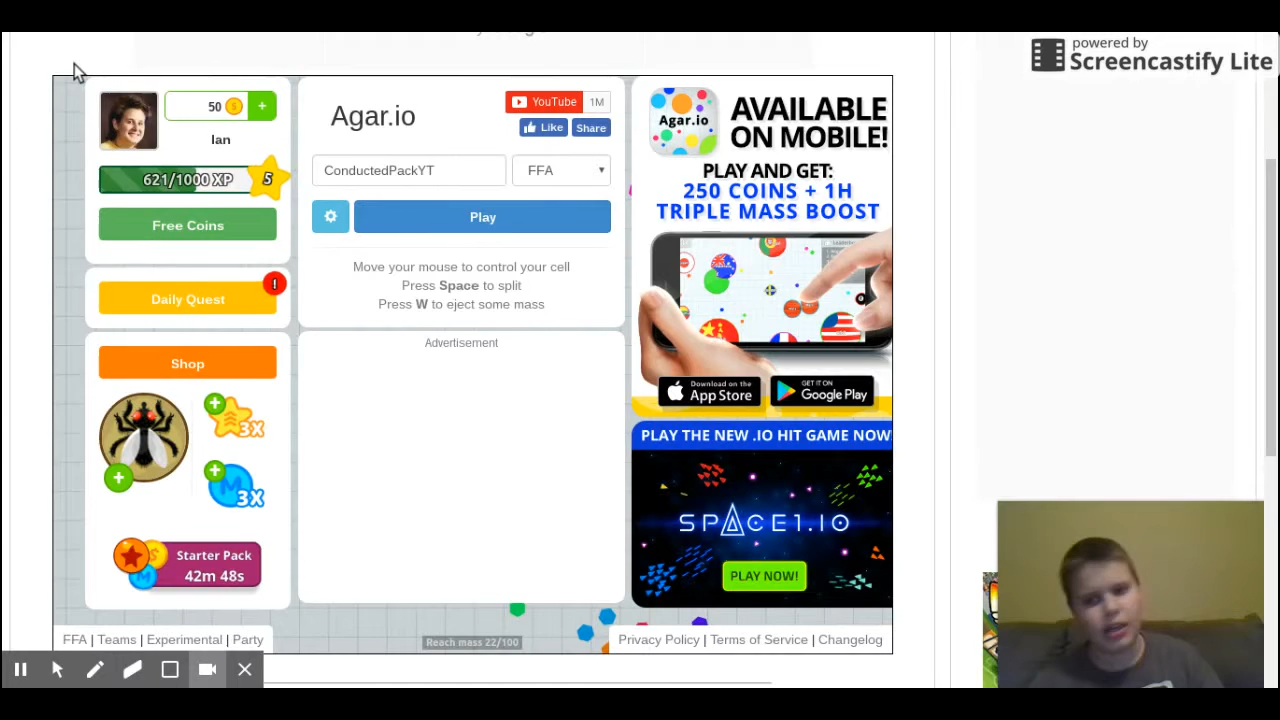 powered by
Screencastify Lite
50
+
Ian
621/1000 XP
5
Free Coins
Daily Quest
!
Shop
3X
M
3X
Starter Pack
42m 48s
M
Agar.io
YouTube 1M
Like Share
ConductedPackYT
FFA
Play
Move your mouse to control your cell
Press Space to split
Press W to eject some mass
Advertisement
Agar.io
AVAILABLE
ON MOBILE!
PLAY AND GET:
250 COINS + 1H
TRIPLE MASS BOOST
Download on the
App Store
GET IT ON
Google Play
PLAY THE NEW .IO HIT GAME NOW
SPACE1.IO
PLAY NOW!
FFA | Teams | Experimental | Party
Reach mass 22/100
Privacy Policy | Terms of Service | Changelog